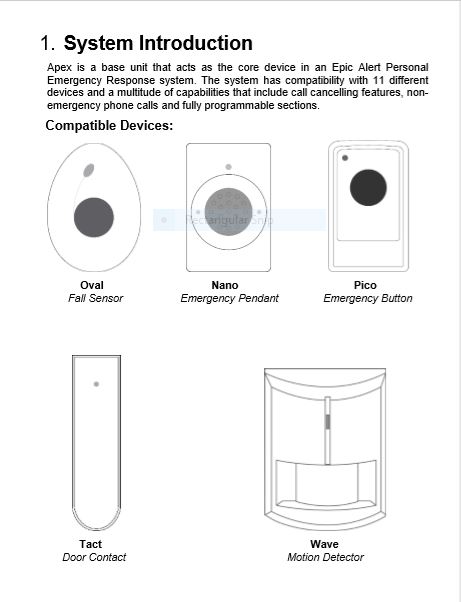 1. System Introduction
Apex is a base unit that acts as the core device in an Epic Alert Personal
Emergency Response system. The system has compatibility with 11 different
devices and a multitude of capabilities that include call cancelling features, non-
emergency phone calls and fully programmable sections.
Compatible Devices:
Rectangular Snip
Oval Nano Pico
Fall Sensor Emergency Pendant Emergency Button
Tact Wave
Door Contact Motion Detector